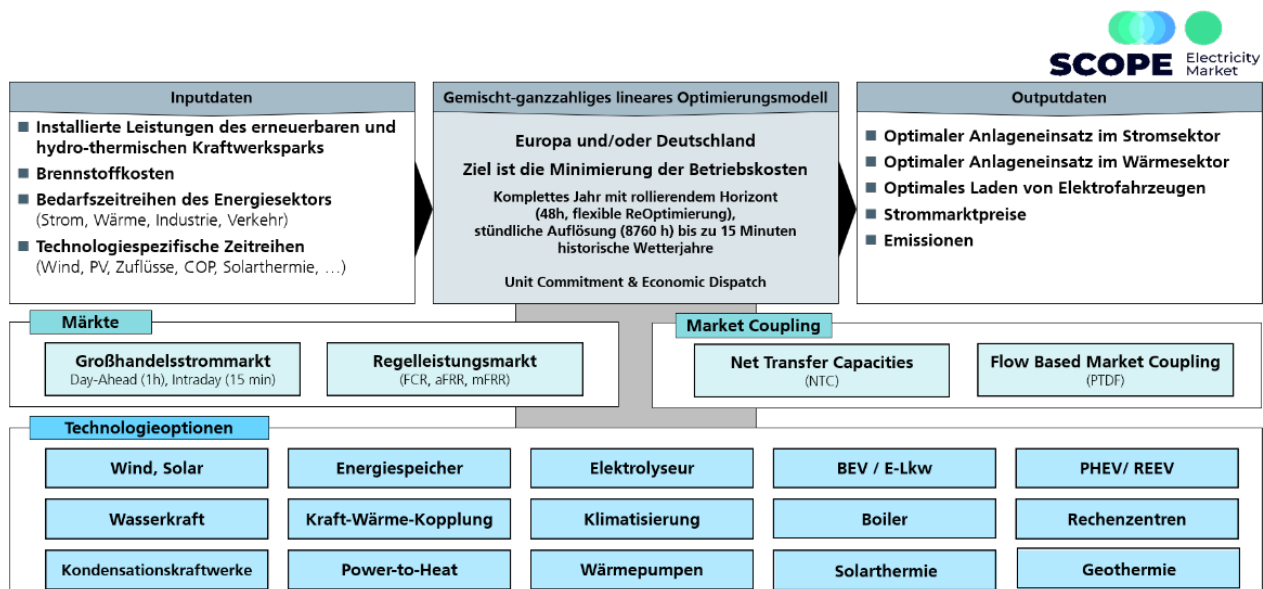 SCOPE Electricity
Market
Inputdaten
Installierte Leistungen des erneuerbaren und
hydro-thermischen Kraftwerksparks
Brennstoffkosten
Bedarfszeitreihen des Energiesektors
(Strom, Wärme, Industrie, Verkehr)
Technologiespezifische Zeitreihen
(Wind, PV, Zuflüsse, COP, Solarthermie, ...)
Gemischt-ganzzahliges lineares Optimierungsmodell
Europa und/oder Deutschland
Ziel ist die Minimierung der Betriebskosten
Komplettes Jahr mit rollierendem Horizont
(48h, flexible ReOptimierung),
stündliche Auflösung (8760 h) bis zu 15 Minuten
historische Wetterjahre
Unit Commitment & Economic Dispatch
Outputdaten
Optimaler Anlageneinsatz im Stromsektor
Optimaler Anlageneinsatz im Wärmesektor
Optimales Laden von Elektrofahrzeugen
Strommarktpreise
Emissionen
Märkte
Großhandelsstrommarkt
Day-Ahead (1h), Intraday (15 min)
Regelleistungsmarkt
(FCR, aFRR, mFRR)
Market Coupling
Net Transfer Capacities
(NTC)
Flow Based Market Coupling
(PTDF)
Technologieoptionen
Wind, Solar
Energiespeicher
Elektrolyseur
BEV / E-Lkw
PHEV/ REEV
Wasserkraft
Kraft-Wärme-Kopplung
Klimatisierung
Boiler
Rechenzentren
Kondensationskraftwerke
Power-to-Heat
Wärmepumpen
Solarthermie
Geothermie